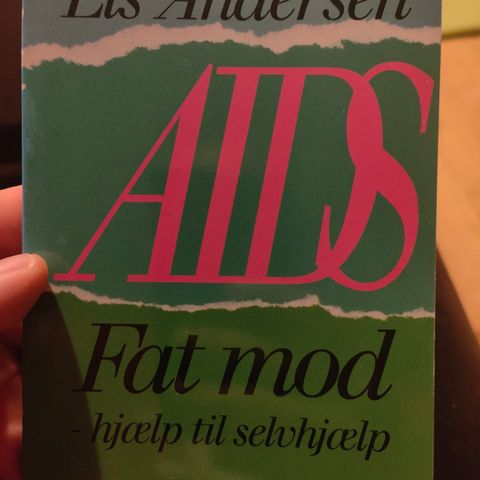 Lis Andersen
AIDS
Fat mod
- hjælp til selvhjælp